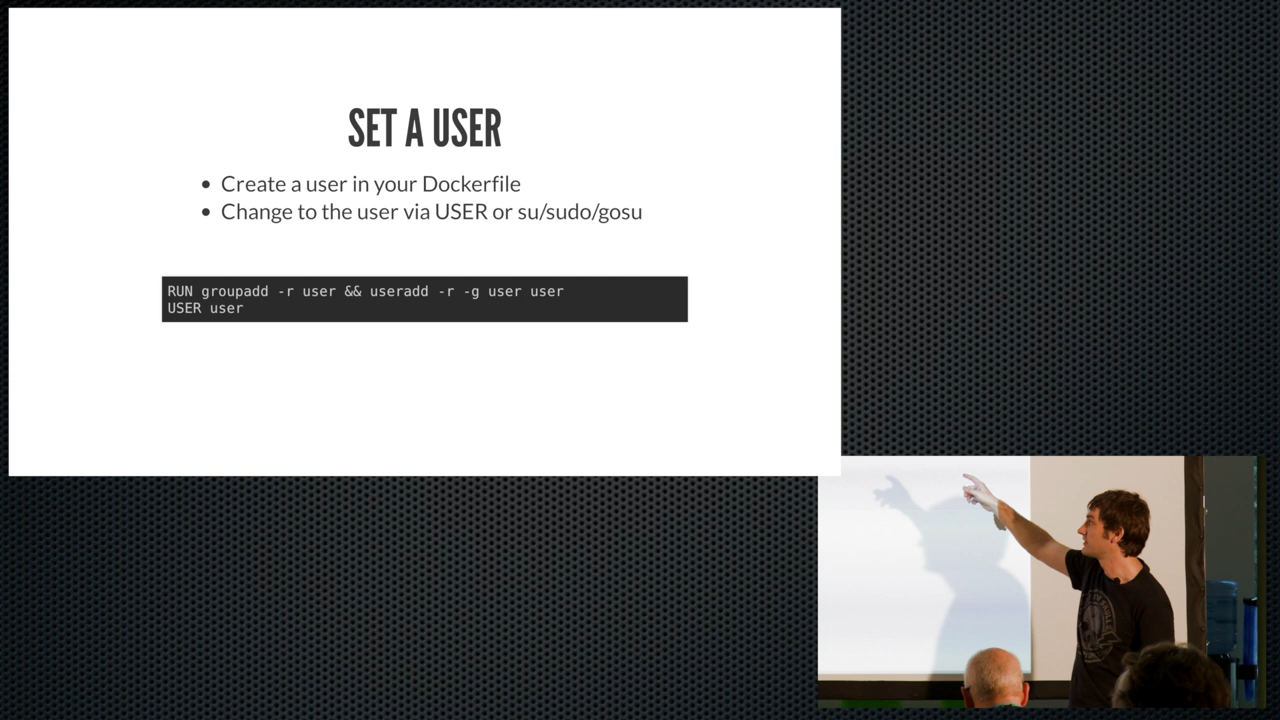 SET A USER
Create a user in your Dockerfile
Change to the user via USER or su/sudo/gosu
RUN groupadd -r user && useradd -r -g user user
USER user